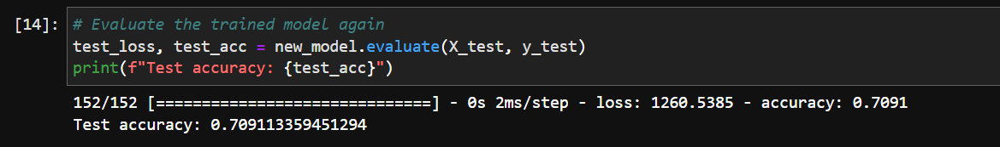 [14]: # Evaluate the trained model again
test_loss, test_acc = new_model.evaluate(X_test, y_test)
print(f"Test accuracy: {test_acc}")
152/152 [==============================] - 0s 2ms/step - loss: 1260.5385 - accuracy: 0.7091
Test accuracy: 0.709113359451294